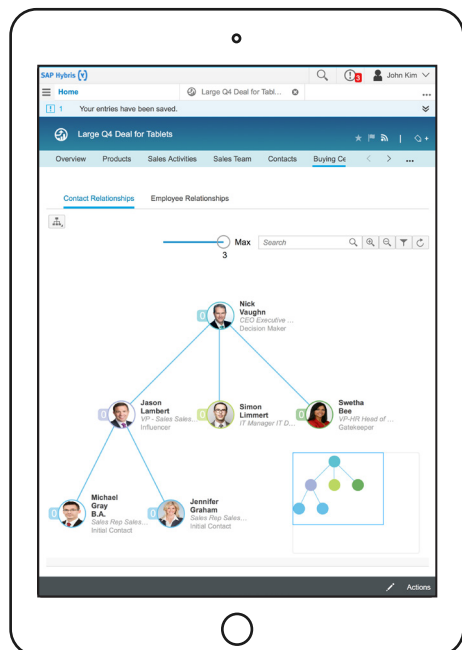 SAP Hybris (y)
3
John Kim
Home
Large Q4 Deal for Tabl...
...
1 Your entries have been saved.
Large Q4 Deal for Tablets
Overview Products Sales Activities Sales Team Contacts Buying Ce < > ...
Contact Relationships Employee Relationships
Max Search
3
0
Nick
Vaughn
CEO Executive ...
Decision Maker
0
Jason
Lambert
VP - Sales Sales...
Influencer
0
Simon
Limmert
IT Manager IT D...
0
Swetha
Bee
VP-HR Head of ...
Gatekeeper
0
Michael
Gray
B.A.
Sales Rep Sales...
Initial Contact
0
Jennifer
Graham
Sales Rep Sales...
Initial Contact
Actions